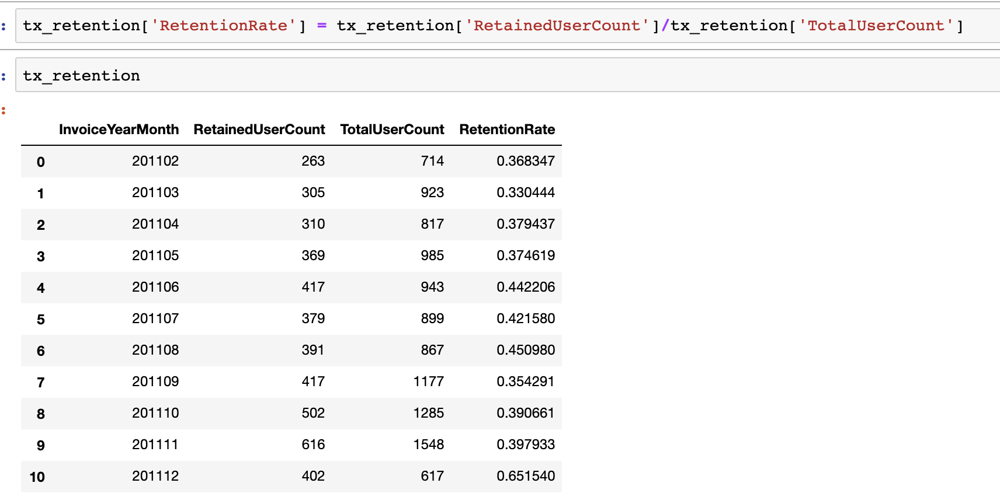 : tx_retention['RetentionRate'] = tx_retention['RetainedUserCount']/tx_retention['TotalUserCount']
: tx_retention
:
InvoiceYearMonth RetainedUserCount TotalUserCount RetentionRate
0 201102 263 714 0.368347
1 201103 305 923 0.330444
2 201104 310 817 0.379437
3 201105 369 985 0.374619
4 201106 417 943 0.442206
5 201107 379 899 0.421580
6 201108 391 867 0.450980
7 201109 417 1177 0.354291
8 201110 502 1285 0.390661
9 201111 616 1548 0.397933
10 201112 402 617 0.651540